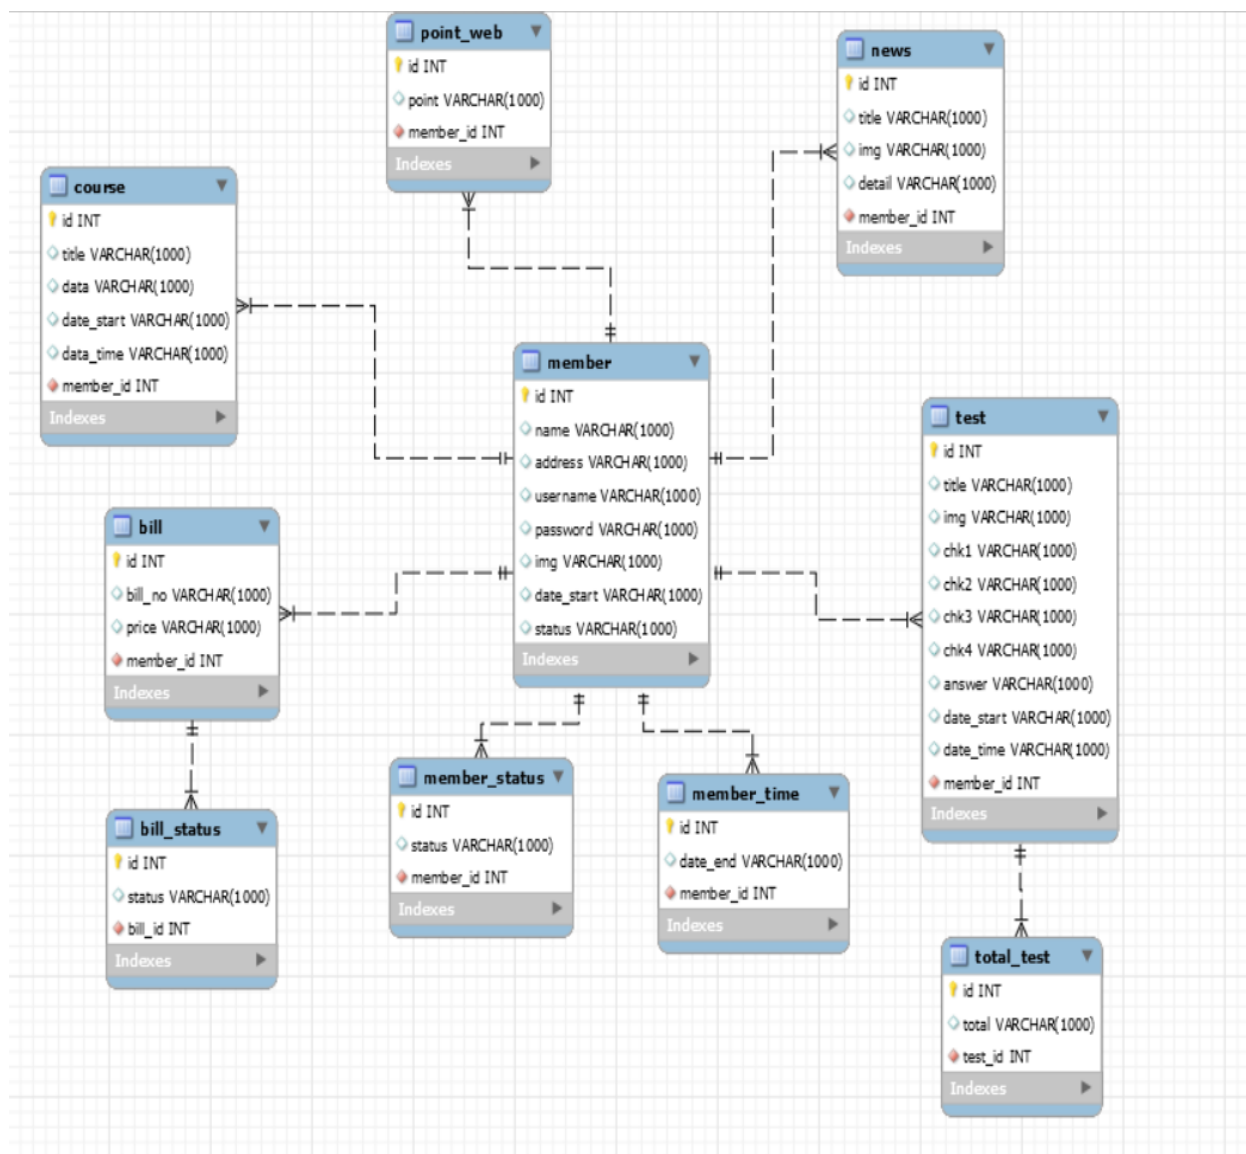 point_web
id INT
point VARCHAR(1000)
member_id INT
Indexes
news
id INT
title VARCHAR(1000)
img VARCHAR(1000)
detail VARCHAR(1000)
member_id INT
Indexes
course
id INT
title VARCHAR(1000)
data VARCHAR(1000)
date_start VARCHAR(1000)
data_time VARCHAR(1000)
member_id INT
Indexes
member
id INT
name VARCHAR(1000)
address VARCHAR(1000)
username VARCHAR(1000)
password VARCHAR(1000)
img VARCHAR(1000)
date_start VARCHAR(1000)
status VARCHAR(1000)
Indexes
test
id INT
title VARCHAR(1000)
img VARCHAR(1000)
chk1 VARCHAR(1000)
chk2 VARCHAR(1000)
chk3 VARCHAR(1000)
chk4 VARCHAR(1000)
answer VARCHAR(1000)
date_start VARCHAR(1000)
date_time VARCHAR(1000)
member_id INT
Indexes
bill
id INT
bill_no VARCHAR(1000)
price VARCHAR(1000)
member_id INT
Indexes
member_status
id INT
status VARCHAR(1000)
member_id INT
Indexes
member_time
id INT
date_end VARCHAR(1000)
member_id INT
Indexes
bill_status
id INT
status VARCHAR(1000)
bill_id INT
Indexes
total_test
id INT
total VARCHAR(1000)
test_id INT
Indexes